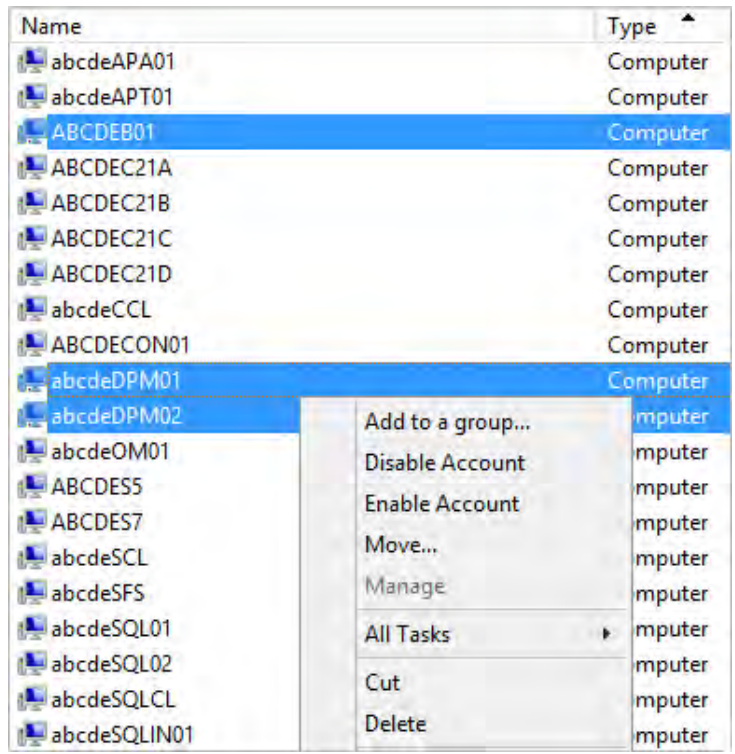 Name Type
abcdeAPA01 Computer
abcdeAPT01 Computer
ABCDEB01 Computer
ABCDEC21A Computer
ABCDEC21B Computer
ABCDEC21C Computer
ABCDEC21D Computer
abcdeCCL Computer
ABCDECON01 Computer
abcdeDPM01 Computer
abcdeDPM02 Add to a group... mputer
abcdeOM01 Disable Account mputer
ABCDES5 Enable Account mputer
ABCDES7 Move... mputer
abcdeSCL mputer
abcdeSFS Manage mputer
abcdeSQL01 All Tasks mputer
abcdeSQL02 Cut mputer
abcdeSQLCL Delete mputer
abcdeSQLIN01 mputer